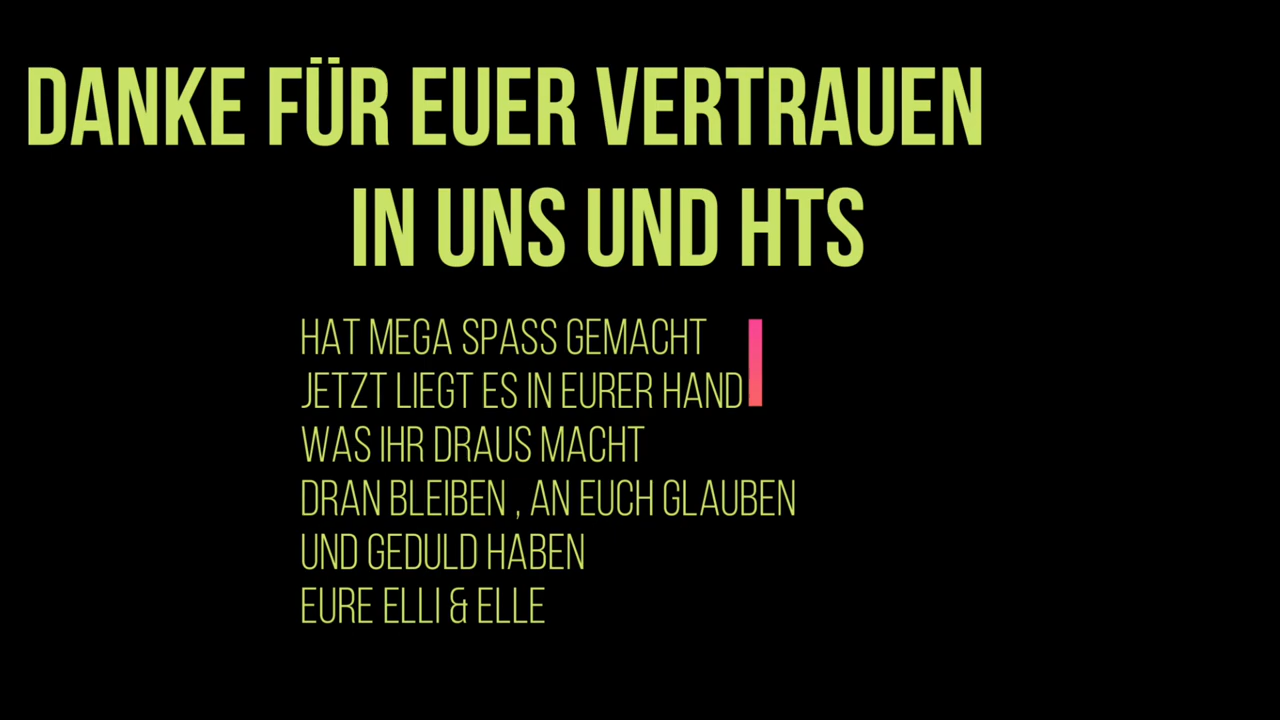 DANKE FÜR EUER VERTRAUEN
IN UNS UND HTS
HAT MEGA SPASS GEMACHT
JETZT LIEGT ES IN EURER HAND
WAS IHR DRAUS MACHT
DRAN BLEIBEN , AN EUCH GLAUBEN
UND GEDULD HABEN
EURE ELLI & ELLE